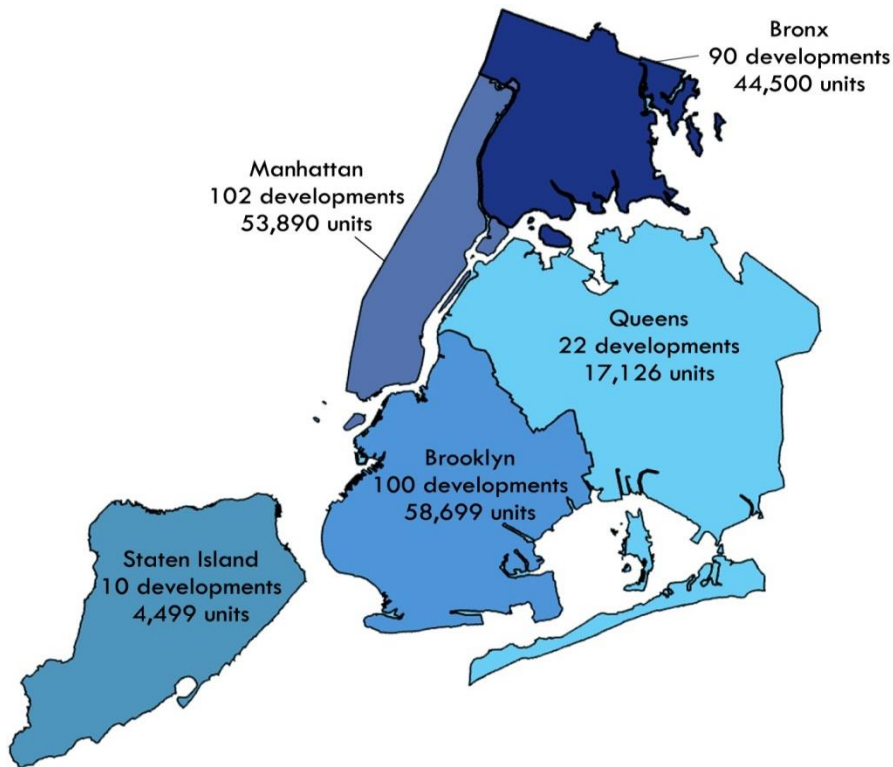 Bronx
90 developments
44,500 units
Manhattan
102 developments
53,890 units
Queens
22 developments
17,126 units
Brooklyn
100 developments
58,699 units
Staten Island
10 developments
4,499 units